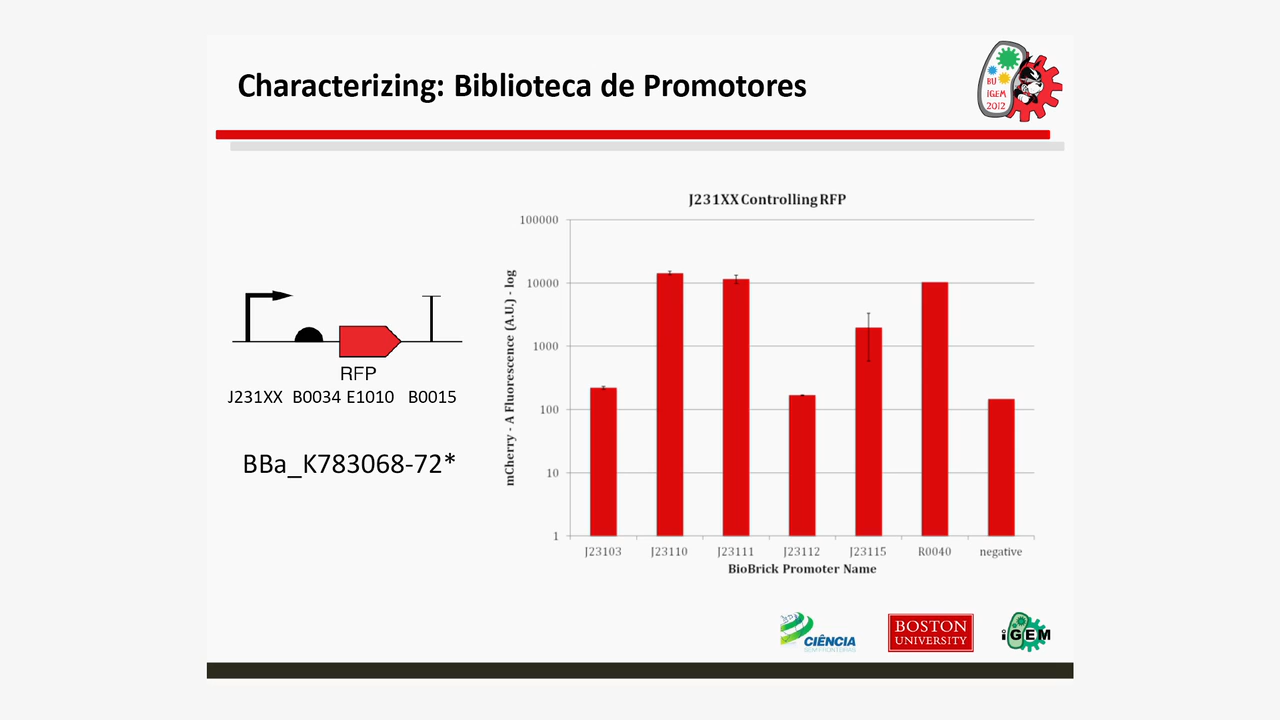 Characterizing: Biblioteca de Promotores
BU
iGEM
2012
J231XX Controlling RFP
100000
10000
1000
100
10
1
mCherry - A Fluorescence (A.U.) - log
J23103 J23110 J23111 J23112 J23115 R0040 negative
BioBrick Promoter Name
RFP
J231XX B0034 E1010 B0015
BBa_K783068-72*
CIÊNCIA
SEM FRONTEIRAS
BOSTON
UNIVERSITY
iGEM